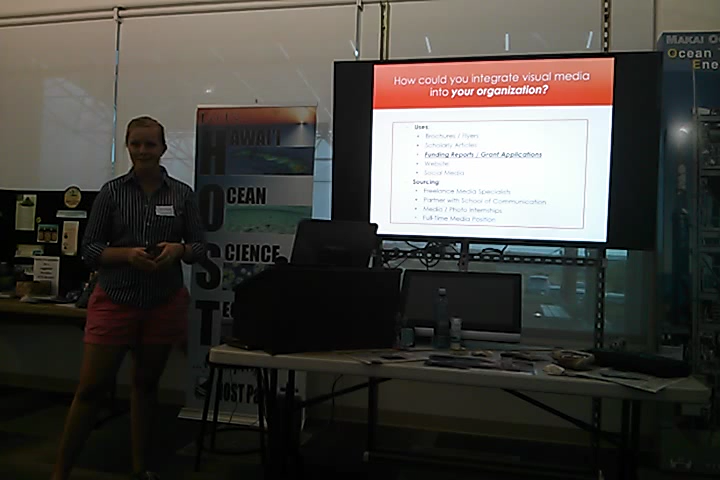 How could you integrate visual media
into your organization?
Uses:
Brochures / Flyers
Scholarly Articles
Funding Reports / Grant Applications
Website
Social Media
Sourcing
Freelance Media Specialists
Partner with School of Communication
Media / Photo Internships
Full-Time Media Position
HAWAI'I
OCEAN
SCIENCE
MAKAI
Ocean